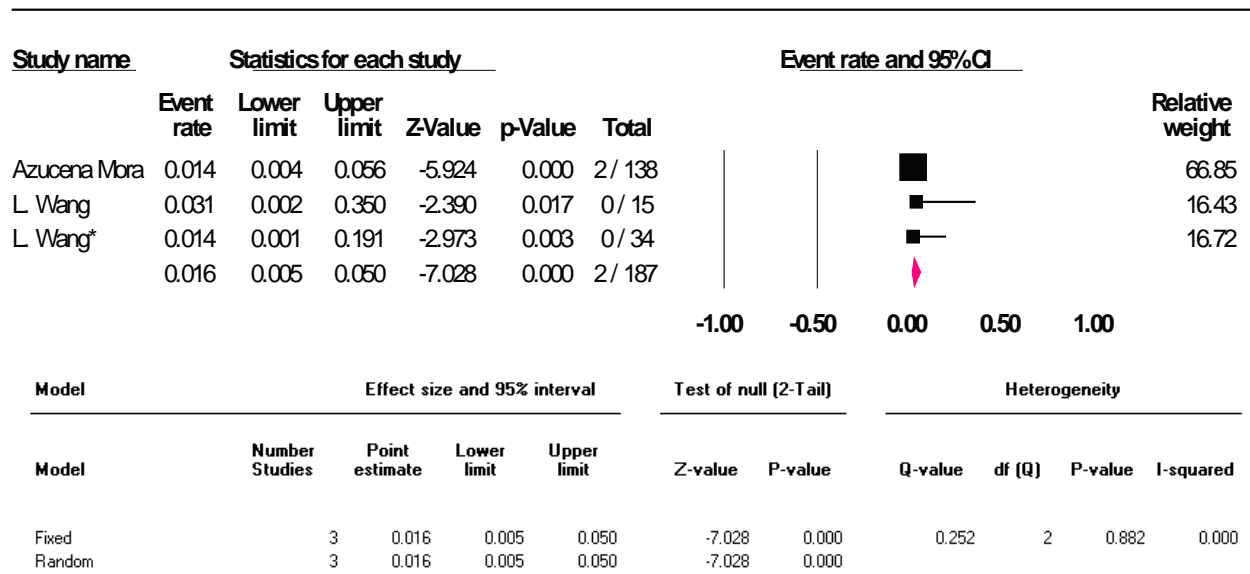 Study name Statistics for each study Event rate and 95% CI
Event rate Lower limit Upper limit Z-Value p-Value Total Relative weight
Azucena Mora 0.014 0.004 0.056 -5.924 0.000 2 / 138 66.85
L. Wang 0.031 0.002 0.350 -2.390 0.017 0 / 15 16.43
L. Wang* 0.014 0.001 0.191 -2.973 0.003 0 / 34 16.72
0.016 0.005 0.050 -7.028 0.000 2 / 187
-1.00 -0.50 0.00 0.50 1.00
Model Effect size and 95% interval Test of null (2-Tail) Heterogeneity
Model Number Studies Point estimate Lower limit Upper limit Z-value P-value Q-value df (Q) P-value I-squared
Fixed 3 0.016 0.005 0.050 -7.028 0.000 0.252 2 0.882 0.000
Random 3 0.016 0.005 0.050 -7.028 0.000